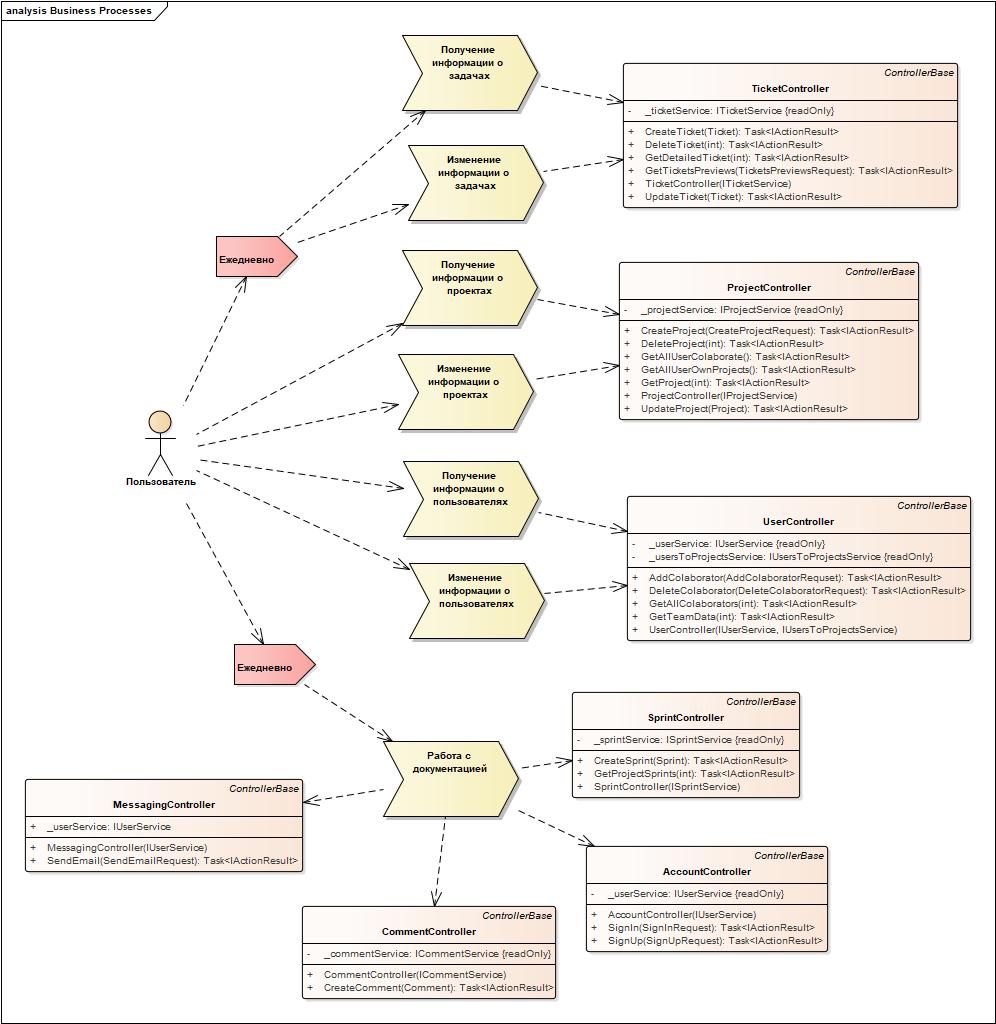 analysis Business Processes
Получение
информации о
задачах
ControllerBase
TicketController
- _ticketService: ITicketService {readOnly}
+ CreateTicket(Ticket): Task<IActionResult>
+ DeleteTicket(int): Task<IActionResult>
+ GetDetailedTicket(int): Task<IActionResult>
+ GetTicketsPreviews(TicketsPreviewsRequest): Task<IActionResult>
+ TicketController(ITicketService)
+ UpdateTicket(Ticket): Task<IActionResult>
Изменение
информации о
задачах
Ежедневно
Получение
информации о
проектах
ControllerBase
ProjectController
- _projectService: IProjectService {readOnly}
+ CreateProject(CreateProjectRequest): Task<IActionResult>
+ DeleteProject(int): Task<IActionResult>
+ GetAllUserColaborate(): Task<IActionResult>
+ GetAllUserOwnProjects(): Task<IActionResult>
+ GetProject(int): Task<IActionResult>
+ ProjectController(IProjectService)
+ UpdateProject(Project): Task<IActionResult>
Изменение
информации о
проектах
Пользователь
Получение
информации о
пользователях
ControllerBase
UserController
- _userService: IUserService {readOnly}
- _usersToProjectsService: IUsersToProjectsService {readOnly}
+ AddColaborator(AddColaboratorRequset): Task<IActionResult>
+ DeleteColaborator(DeleteColaboratorRequest): Task<IActionResult>
+ GetAllColaborators(int): Task<IActionResult>
+ GetTeamData(int): Task<IActionResult>
+ UserController(IUserService, IUsersToProjectsService)
Изменение
информации о
пользователях
Ежедневно
Работа с
документацией
ControllerBase
SprintController
- _sprintService: ISprintService {readOnly}
+ CreateSprint(Sprint): Task<IActionResult>
+ GetProjectSprints(int): Task<IActionResult>
+ SprintController(ISprintService)
ControllerBase
MessagingController
+ _userService: IUserService
+ MessagingController(IUserService)
+ SendEmail(SendEmailRequest): Task<IActionResult>
ControllerBase
AccountController
- _userService: IUserService {readOnly}
+ AccountController(IUserService)
+ SignIn(SignInRequest): Task<IActionResult>
+ SignUp(SignUpRequest): Task<IActionResult>
ControllerBase
CommentController
- _commentService: ICommentService {readOnly}
+ CommentController(ICommentService)
+ CreateComment(Comment): Task<IActionResult>